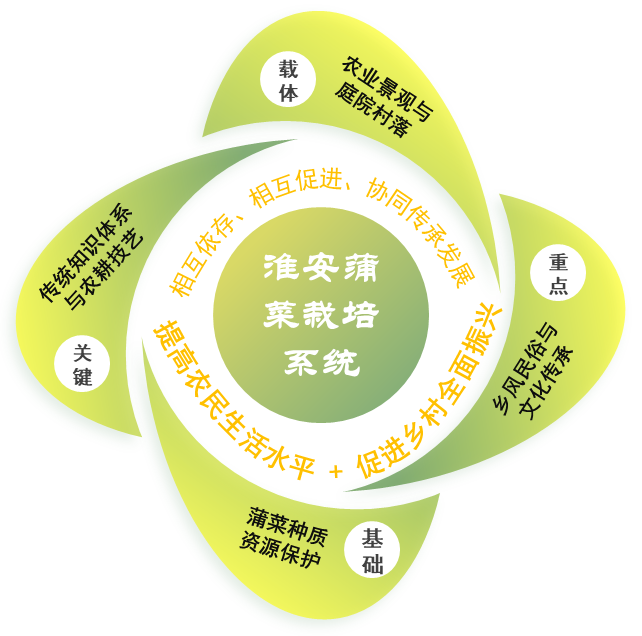 载
体
农业景观与
庭院村落
传统知识体系
与农耕技艺
关
键
相互依存、相互促进、协同传承发展
淮安蒲
菜栽培
系统
重
点
乡风民俗与
文化传承
提高农民生活水平 + 促进乡村全面振兴
蒲菜种质
资源保护
基
础